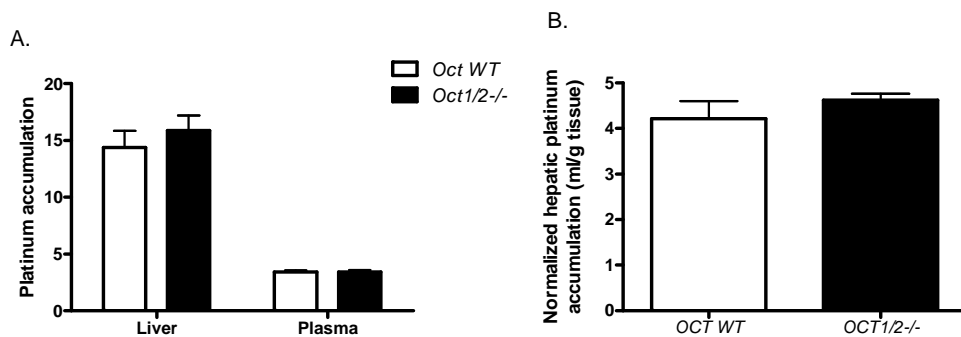 A.
Platinum accumulation
20
15
10
5
0
Liver
Plasma
Oct WT
Oct1/2-/-
B.
Normalized hepatic platinum
accumulation (ml/g tissue)
5
4
3
2
1
0
OCT WT
OCT1/2-/-